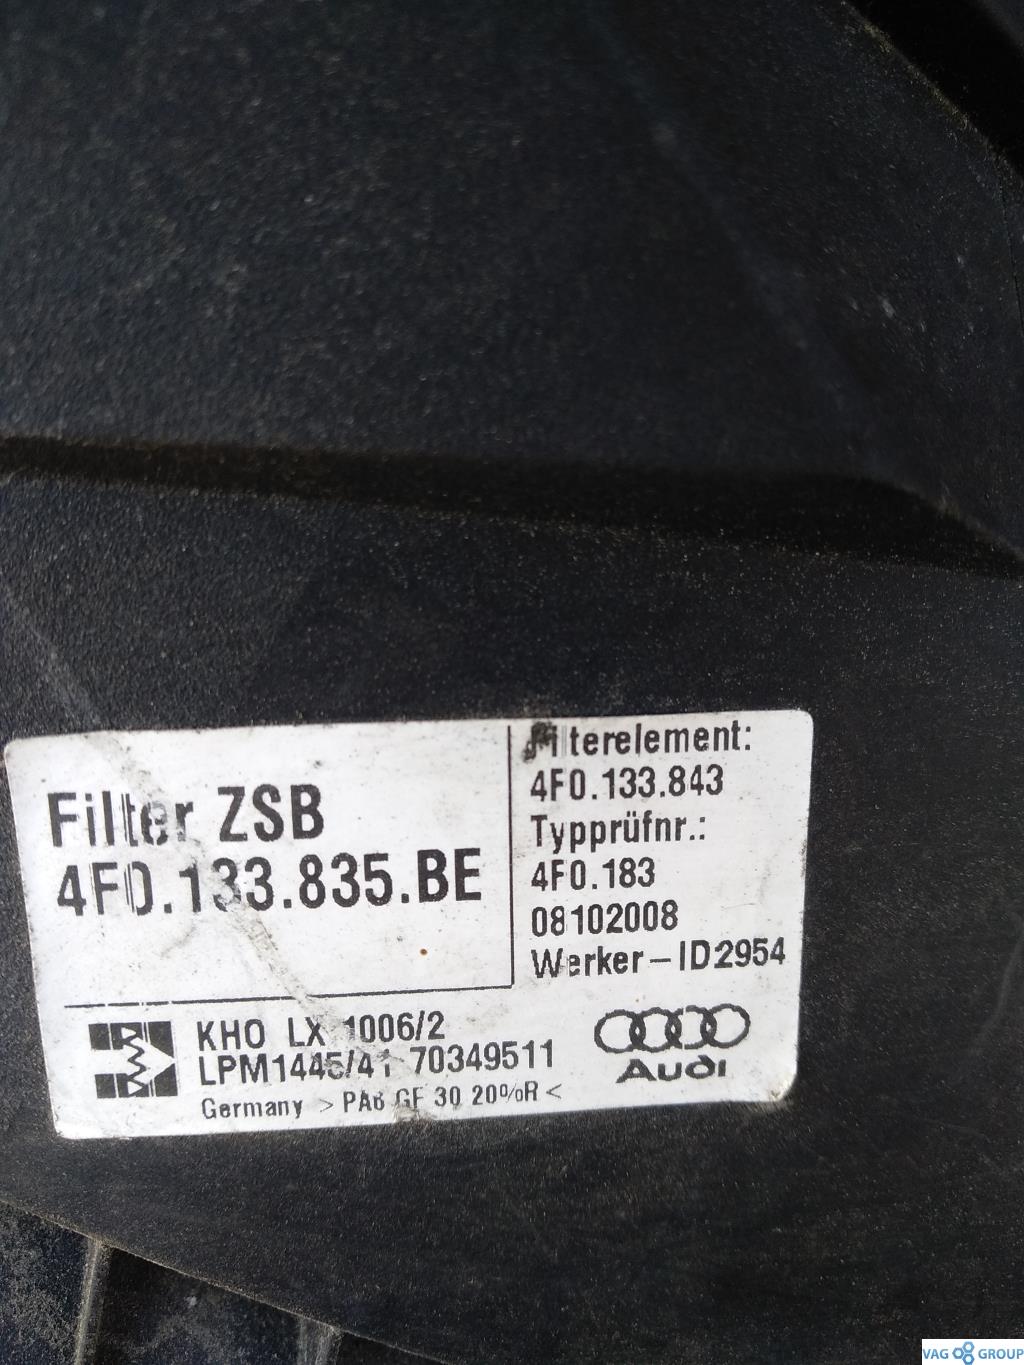 Filter ZSB
4F0.133.835.BE
Filterelement:
4F0.133.843
Typprüfnr.:
4F0.183
08102008
Werker-ID2954
KHO LX 1006/2
LPM1445/41 70349511
Germany >PA6 GF 30 20%R<
Audi
VAG GROUP